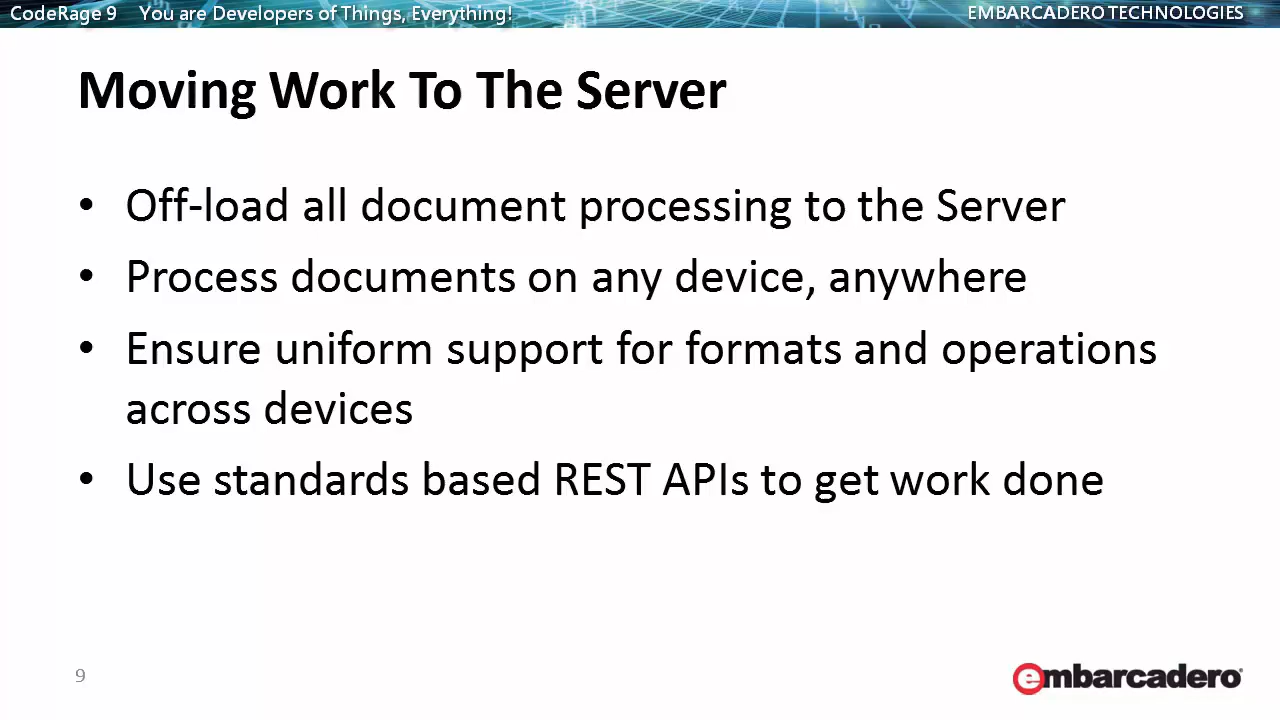 CodeRage 9 You are Developers of Things, Everything!
EMBARCADERO TECHNOLOGIES
Moving Work To The Server
• Off-load all document processing to the Server
• Process documents on any device, anywhere
• Ensure uniform support for formats and operations
across devices
• Use standards based REST APIs to get work done
9
embarcadero